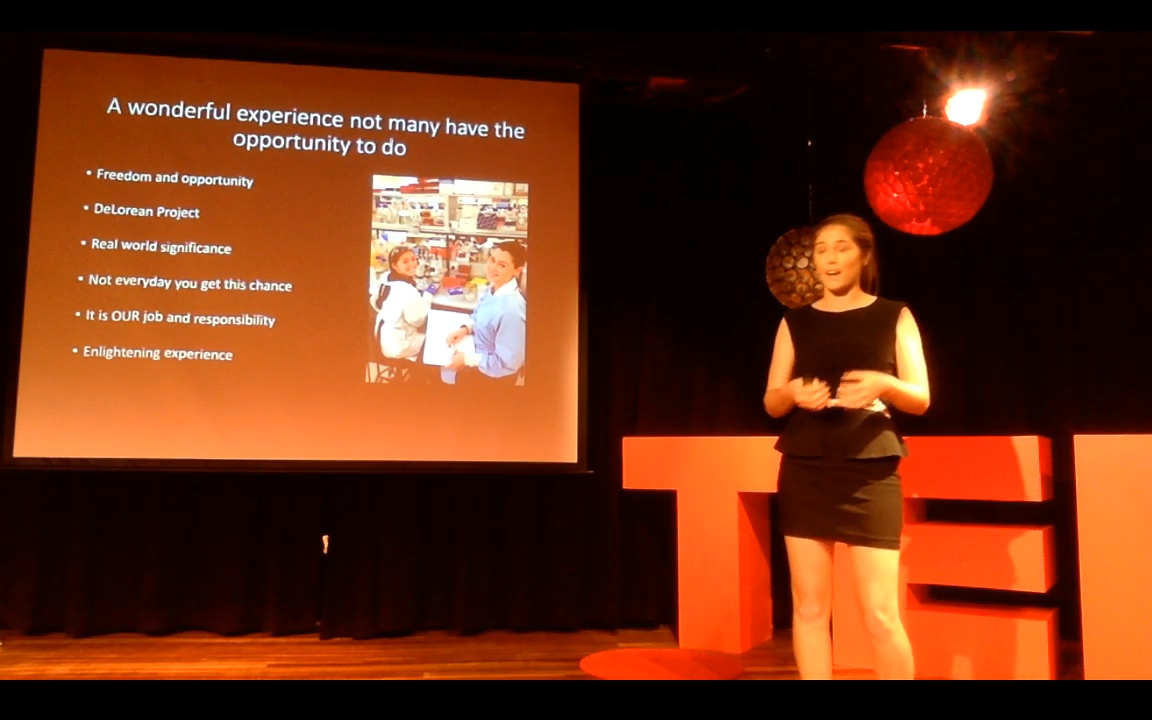 A wonderful experience not many have the
opportunity to do
• Freedom and opportunity
• DeLorean Project
• Real world significance
• Not everyday you get this chance
• It is OUR job and responsibility
• Enlightening experience
TE